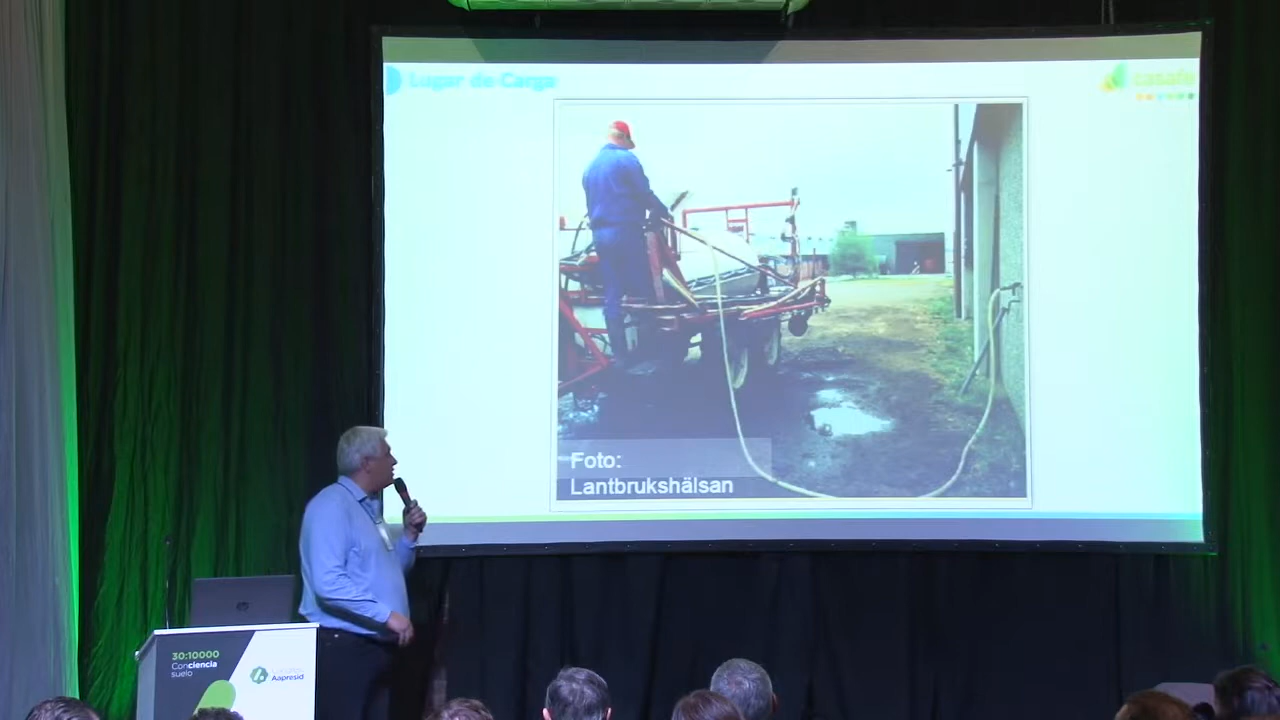 Lugar de Carga
casafe
Foto:
Lantbrukshälsan
30:10000
Conciencia
suelo
Aapresid